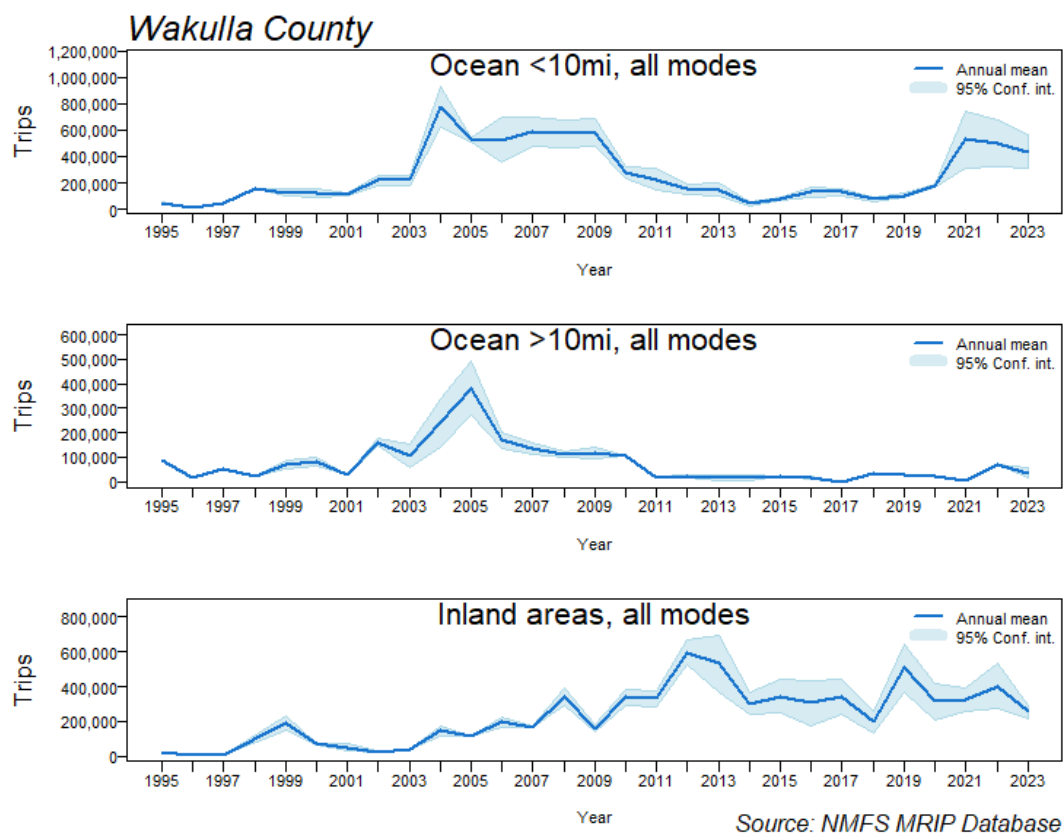 Wakulla County
Ocean <10mi, all modes
Annual mean
95% Conf. int.
Trips
1,200,000
1,000,000
800,000
600,000
400,000
200,000
0
1995 1997 1999 2001 2003 2005 2007 2009 2011 2013 2015 2017 2019 2021 2023
Year
Ocean >10mi, all modes
Annual mean
95% Conf. int.
Trips
600,000
500,000
400,000
300,000
200,000
100,000
0
1995 1997 1999 2001 2003 2005 2007 2009 2011 2013 2015 2017 2019 2021 2023
Year
Inland areas, all modes
Annual mean
95% Conf. int.
Trips
800,000
600,000
400,000
200,000
0
1995 1997 1999 2001 2003 2005 2007 2009 2011 2013 2015 2017 2019 2021 2023
Year
Source: NMFS MRIP Database